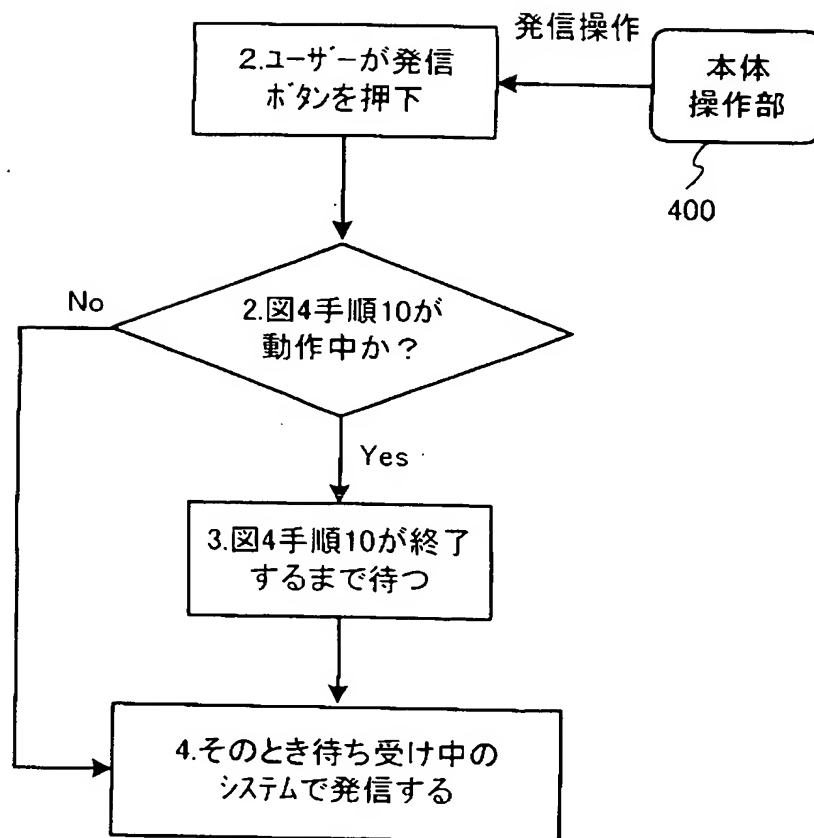 発信操作
2.ユーザーが発信
ボタンを押下
本体
操作部
400
No
2.図4手順10が
動作中か？
Yes
3.図4手順10が終了
するまで待つ
4.そのとき待ち受け中の
システムで発信する